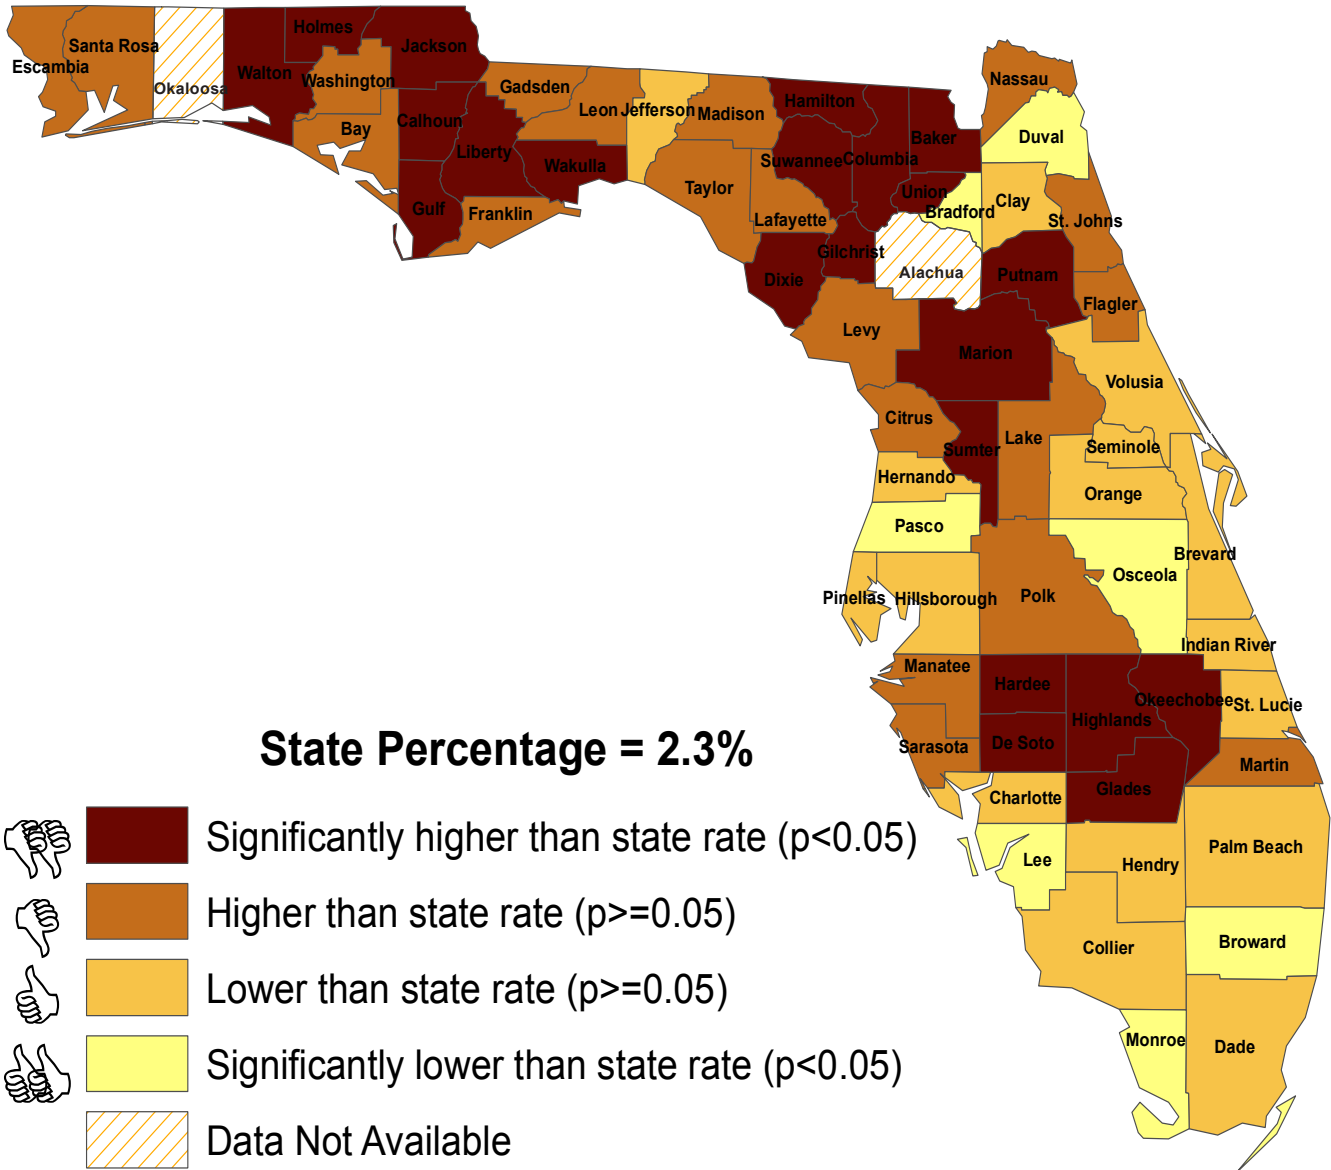 Holmes
Jackson
Santa Rosa
Escambia
Walton
Washington
Okaloosa
Gadsden
Leon
Jefferson
Madison
Hamilton
Nassau
Calhoun
Bay
Liberty
Wakulla
Baker
Duval
Suwannee
Columbia
Taylor
Union
Gulf
Franklin
Lafayette
Bradford
Clay
St. Johns
Gilchrist
Dixie
Alachua
Putnam
Flagler
Levy
Marion
Volusia
Citrus
Lake
Sumter
Seminole
Hernando
Orange
Pasco
Brevard
Osceola
Pinellas
Hillsborough
Polk
Indian River
Manatee
Hardee
Okeechobee
St. Lucie
Highlands
Sarasota
De Soto
Martin
Glades
Charlotte
Palm Beach
Lee
Hendry
Broward
Collier
Monroe
Dade
State Percentage = 2.3%
Significantly higher than state rate (p<0.05)
Higher than state rate (p>=0.05)
Lower than state rate (p>=0.05)
Significantly lower than state rate (p<0.05)
Data Not Available